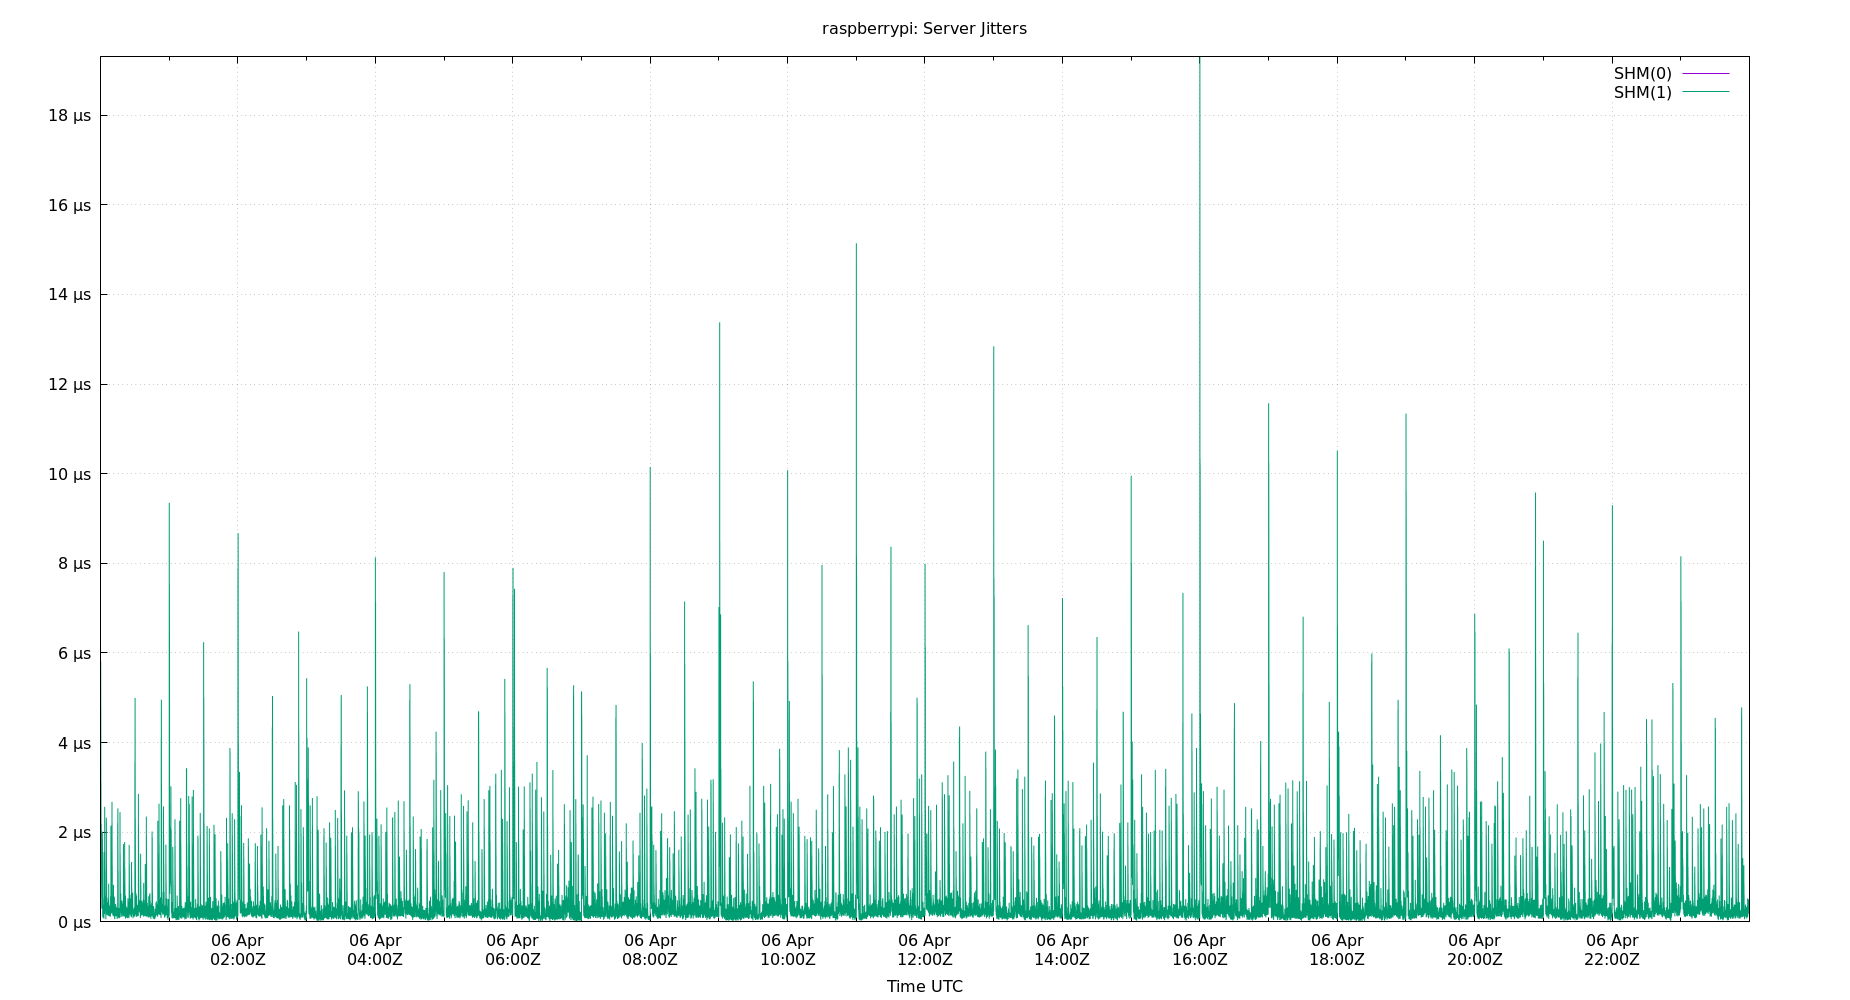 raspberrypi: Server Jitters
SHM(0)
SHM(1)
18 µs
16 µs
14 µs
12 µs
10 µs
8 µs
6 µs
4 µs
2 µs
0 µs
06 Apr 06 Apr 06 Apr 06 Apr 06 Apr 06 Apr 06 Apr 06 Apr 06 Apr 06 Apr 06 Apr
02:00Z 04:00Z 06:00Z 08:00Z 10:00Z 12:00Z 14:00Z 16:00Z 18:00Z 20:00Z 22:00Z
Time UTC